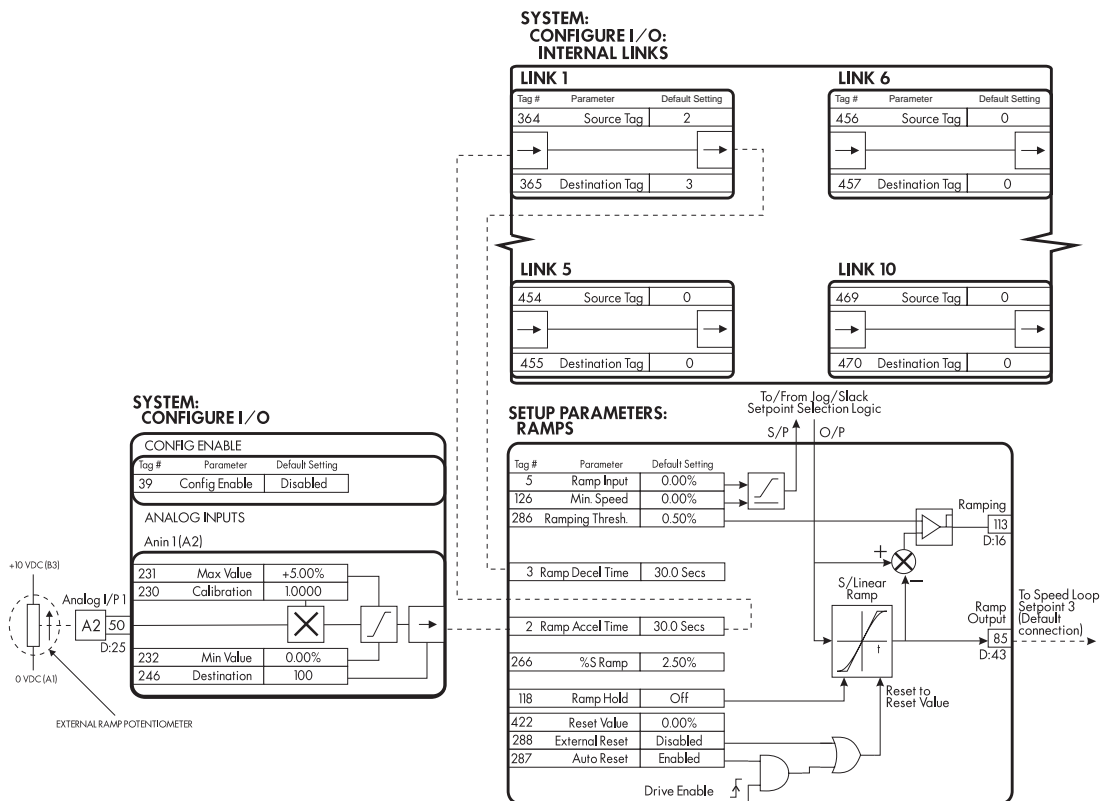 SYSTEM:
CONFIGURE I/O:
INTERNAL LINKS
LINK 1
Tag # Parameter Default Setting
364 Source Tag 2
365 Destination Tag 3
LINK 6
Tag # Parameter Default Setting
456 Source Tag 0
457 Destination Tag 0
LINK 5
454 Source Tag 0
455 Destination Tag 0
LINK 10
469 Source Tag 0
470 Destination Tag 0
SYSTEM:
CONFIGURE I/O
CONFIG ENABLE
Tag # Parameter Default Setting
39 Config Enable Disabled
ANALOG INPUTS
Anin 1 (A2)
231 Max Value +5.00%
230 Calibration 1.0000
232 Min Value 0.00%
246 Destination 100
+10 VDC (B3)
Analog I/P 1
A2 50
D:25
0 VDC (A1)
EXTERNAL RAMP POTENTIOMETER
SETUP PARAMETERS:
RAMPS
To/From Jog/Slack
Setpoint Selection Logic
S/P O/P
Tag # Parameter Default Setting
5 Ramp Input 0.00%
126 Min. Speed 0.00%
286 Ramping Thresh. 0.50%
3 Ramp Decel Time 30.0 Secs
2 Ramp Accel Time 30.0 Secs
266 %S Ramp 2.50%
118 Ramp Hold Off
422 Reset Value 0.00%
288 External Reset Disabled
287 Auto Reset Enabled
Drive Enable
Ramping
113
D:16
+
−
S/Linear
Ramp
t
Reset to
Reset Value
Ramp
Output
85
D:43
To Speed Loop
Setpoint 3
(Default
connection)